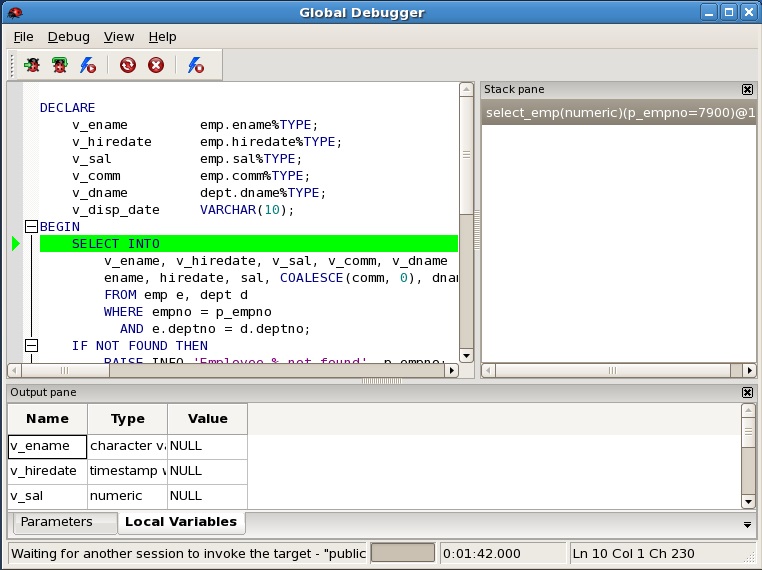 Global Debugger
File Debug View Help
Stack pane
select_emp(numeric)(p_empno=7900)@1
DECLARE
v_ename emp.ename%TYPE;
v_hiredate emp.hiredate%TYPE;
v_sal emp.sal%TYPE;
v_comm emp.comm%TYPE;
v_dname dept.dname%TYPE;
v_disp_date VARCHAR(10);
BEGIN
SELECT INTO
v_ename, v_hiredate, v_sal, v_comm, v_dname
ename, hiredate, sal, COALESCE(comm, 0), dnam
FROM emp e, dept d
WHERE empno = p_empno
AND e.deptno = d.deptno;
IF NOT FOUND THEN
RAISE INFO 'Employee % not found', p_empno;
Output pane
Name Type Value
v_ename character va NULL
v_hiredate timestamp w NULL
v_sal numeric NULL
Parameters Local Variables
Waiting for another session to invoke the target - "public 0:01:42.000 Ln 10 Col 1 Ch 230